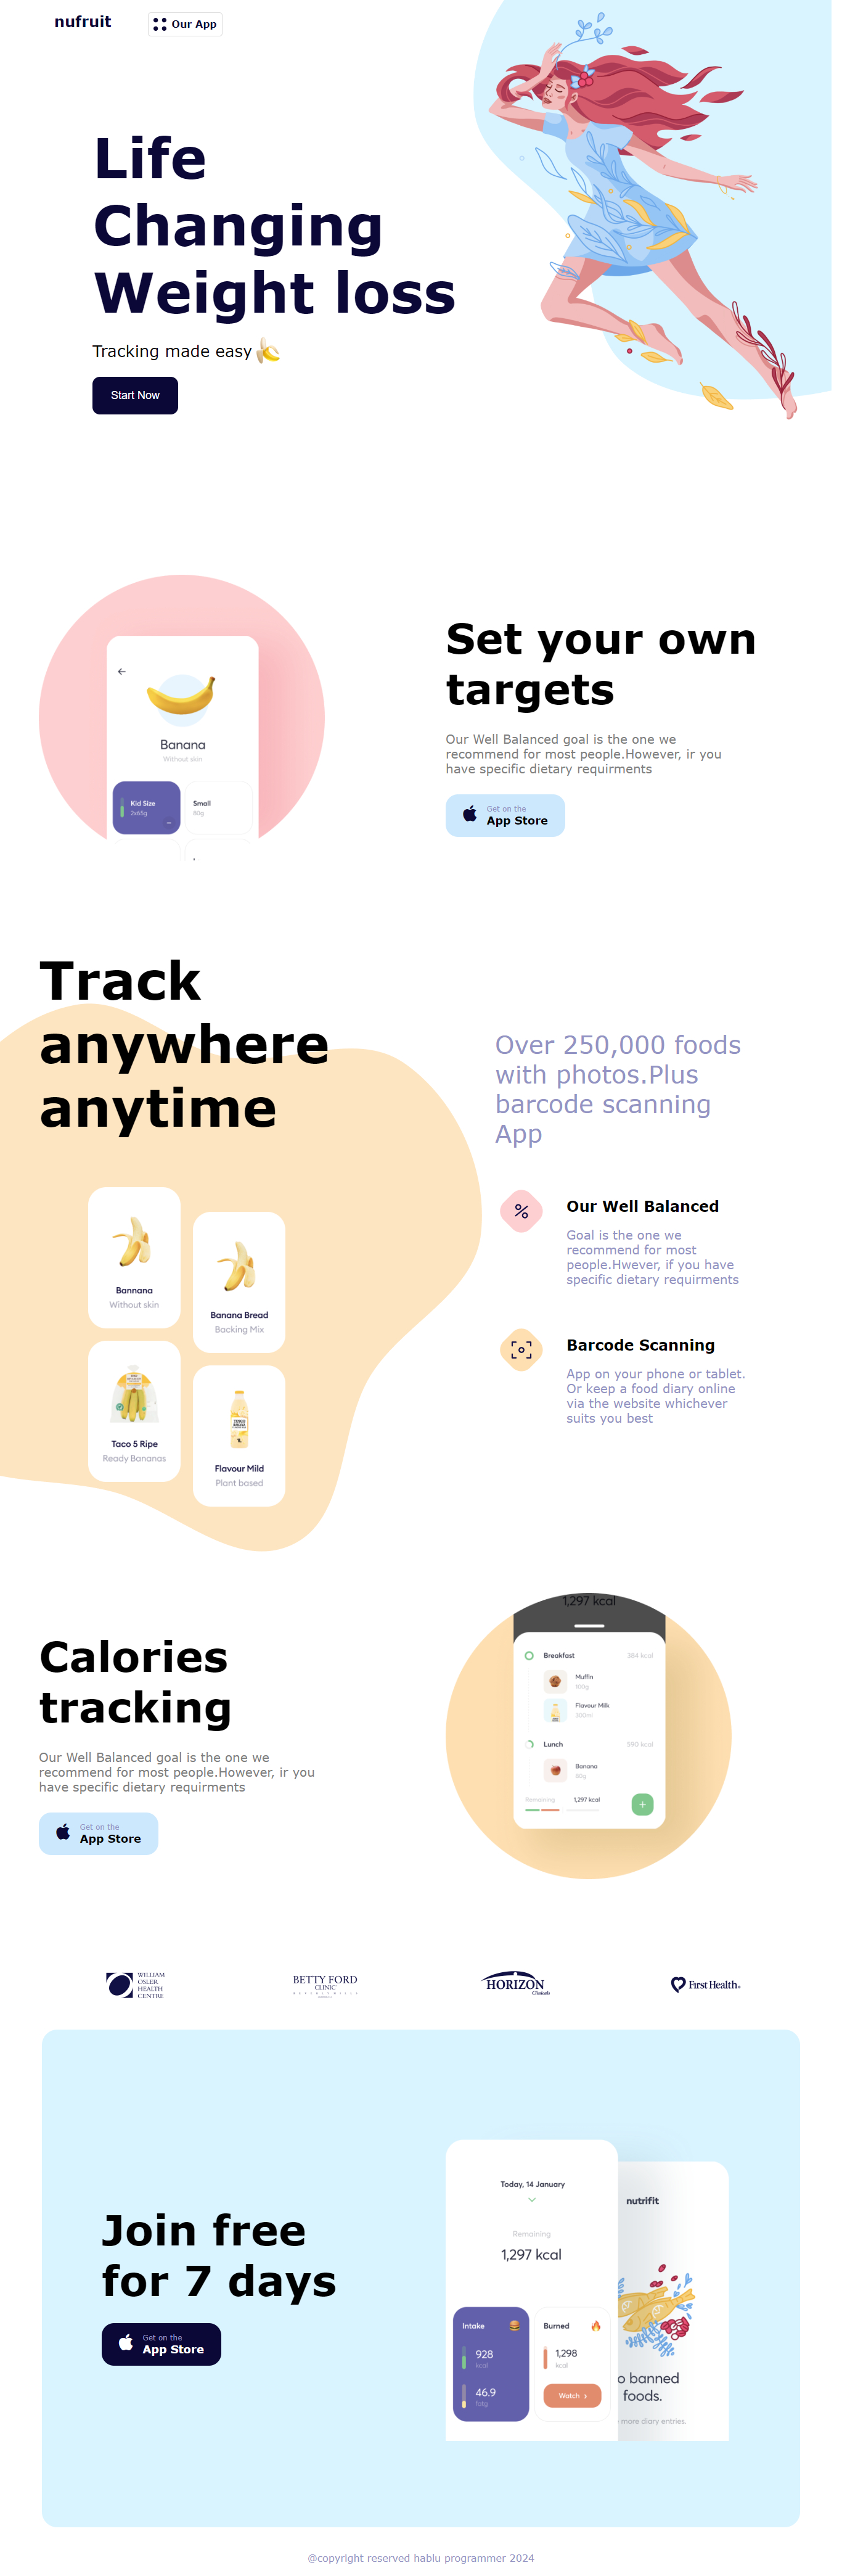 nufruit
Our App
Life
Changing
Weight loss
Tracking made easy
Start Now
Banana
Without skin
Kid Size
2x65g
Small
80g
Set your own
targets
Our Well Balanced goal is the one we
recommend for most people.However, ir you
have specific dietary requirments
Get on the
App Store
Track
anywhere
anytime
Over 250,000 foods
with photos.Plus
barcode scanning
App
Bannana
Without skin
Banana Bread
Backing Mix
Taco 5 Ripe
Ready Bananas
Flavour Mild
Plant based
Our Well Balanced
Goal is the one we
recommend for most
people.Hwever, if you have
specific dietary requirments
Barcode Scanning
App on your phone or tablet.
Or keep a food diary online
via the website whichever
suits you best
Calories
tracking
Our Well Balanced goal is the one we
recommend for most people.However, ir you
have specific dietary requirments
Get on the
App Store
1,297 kcal
Breakfast 384 kcal
Muffin
100g
Flavour Milk
300ml
Lunch 590 kcal
Banana
80g
Remaining 1,297 kcal
WILLIAM
OSLER
HEALTH
CENTRE
BETTY FORD
CLINIC
HORIZON
Clinicals
First Health
Join free
for 7 days
Get on the
App Store
Today, 14 January
Remaining
1,297 kcal
Intake
928
kcal
46.9
Burned
1,298
kcal
Watch
nutrifit
o banned
foods.
more diary entries.
@copyright reserved hablu programmer 2024